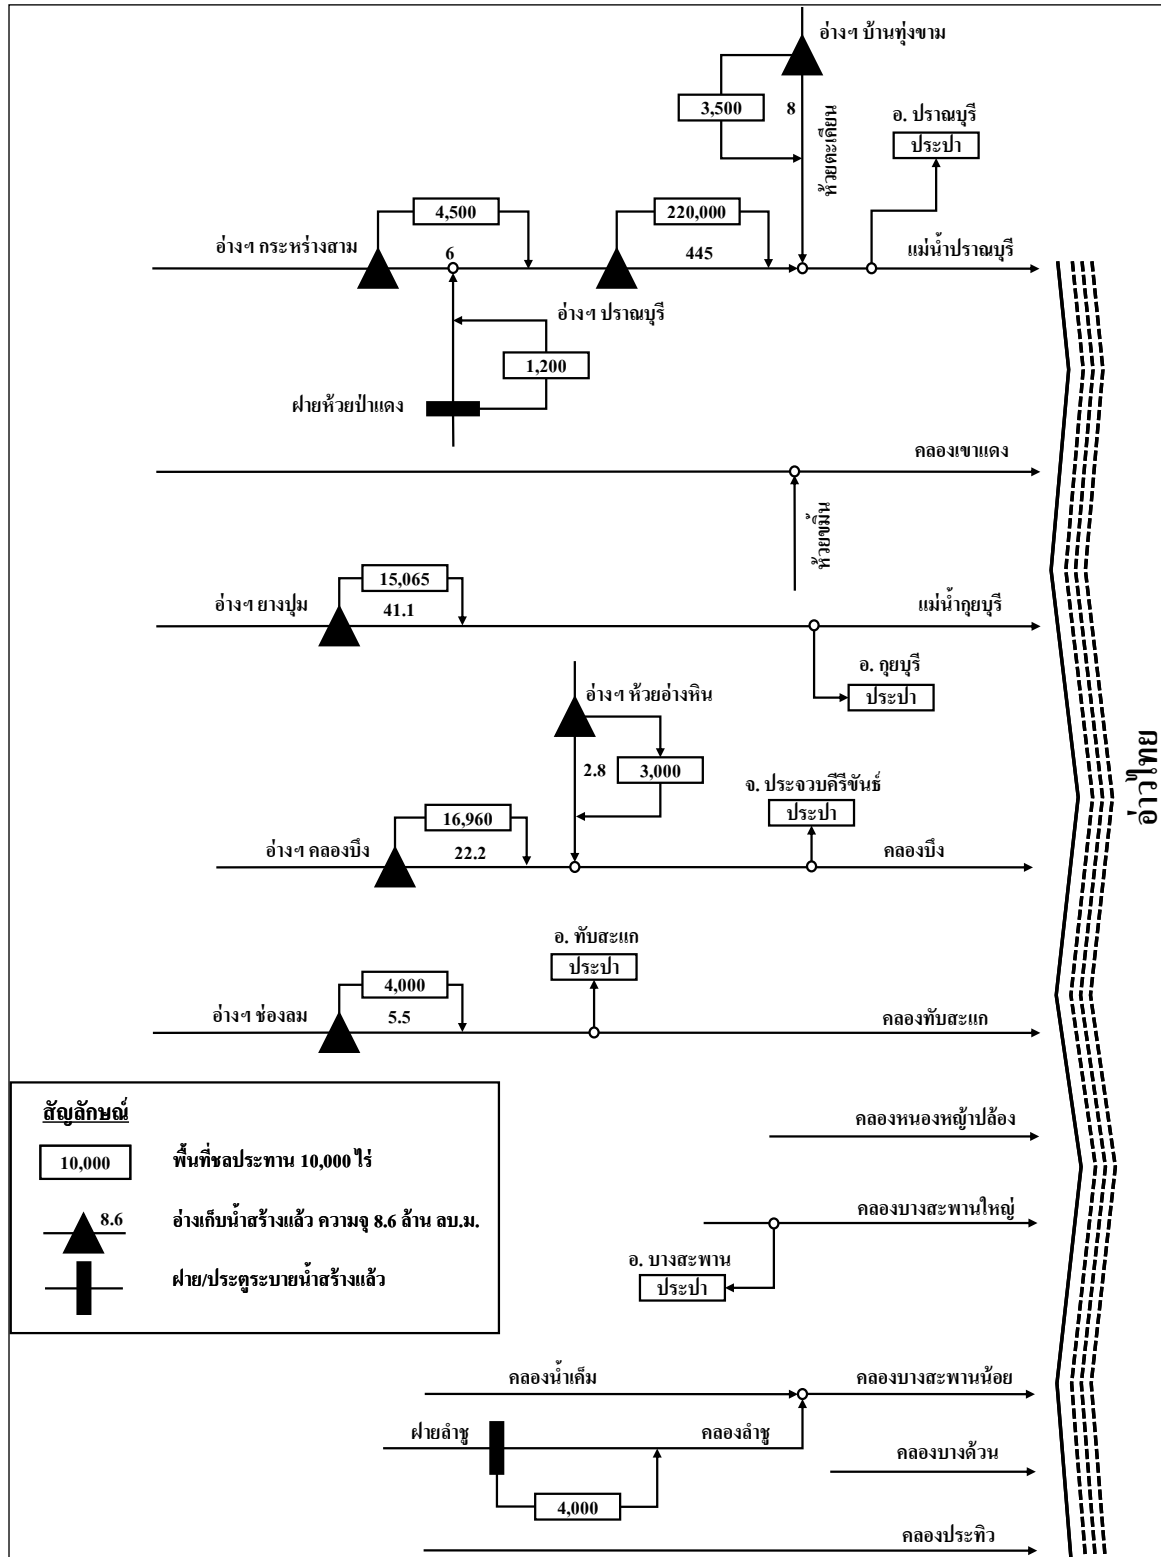 อ่างฯ บ้านทุ่งขาม
3,500
8
ห้วยตะเคียน
อ. ปราณบุรี
ประปา
4,500
220,000
อ่างฯ กระหร่างสาม
6
445
แม่น้ำปราณบุรี
อ่างฯ ปราณบุรี
1,200
ฝายห้วยป่าแดง
คลองเขาแดง
ห้วยขมิ้น
15,065
อ่างฯ ยางปุ่ม
41.1
แม่น้ำกุยบุรี
อ. กุยบุรี
ประปา
อ่างฯ ห้วยอ่างหิน
2.8
3,000
อ่าวไทย
จ. ประจวบคีรีขันธ์
ประปา
16,960
อ่างฯ คลองบึง
22.2
คลองบึง
อ. ทับสะแก
ประปา
4,000
อ่างฯ ช่องลม
5.5
คลองทับสะแก
สัญลักษณ์
10,000
พื้นที่ชลประทาน 10,000 ไร่
8.6
อ่างเก็บน้ำสร้างแล้ว ความจุ 8.6 ล้าน ลบ.ม.
ฝาย/ประตูระบายน้ำสร้างแล้ว
คลองหนองหญ้าปล้อง
คลองบางสะพานใหญ่
อ. บางสะพาน
ประปา
คลองน้ำเค็ม
คลองบางสะพานน้อย
ฝายลำชู
คลองลำชู
คลองบางด้วน
4,000
คลองประทิว